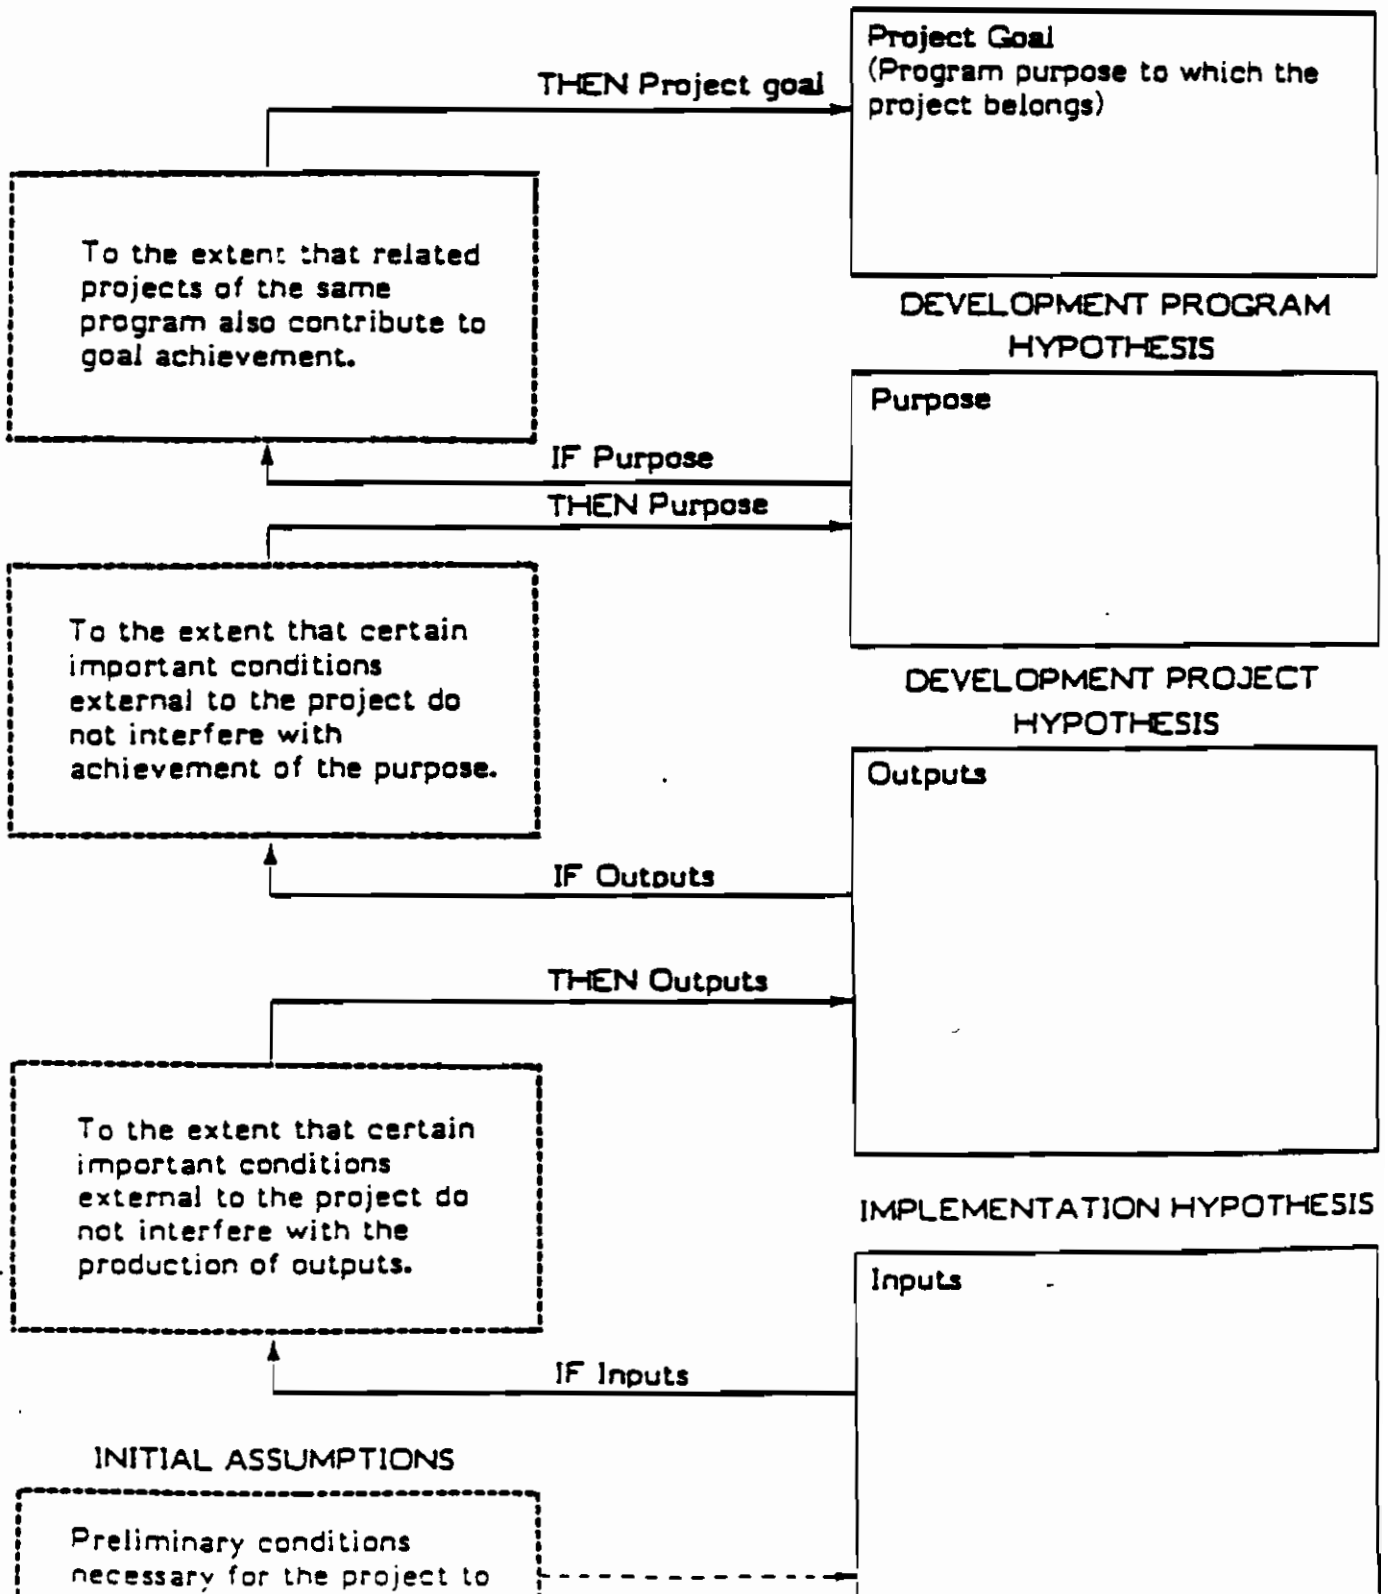 Project Goal
(Program purpose to which the
project belongs)
THEN Project goal
To the extent that related
projects of the same
program also contribute to
goal achievement.
DEVELOPMENT PROGRAM
HYPOTHESIS
Purpose
IF Purpose
THEN Purpose
To the extent that certain
important conditions
external to the project do
not interfere with
achievement of the purpose.
DEVELOPMENT PROJECT
HYPOTHESIS
Outputs
IF Outputs
THEN Outputs
To the extent that certain
important conditions
external to the project do
not interfere with the
production of outputs.
IMPLEMENTATION HYPOTHESIS
Inputs
IF Inputs
INITIAL ASSUMPTIONS
Preliminary conditions
necessary for the project to